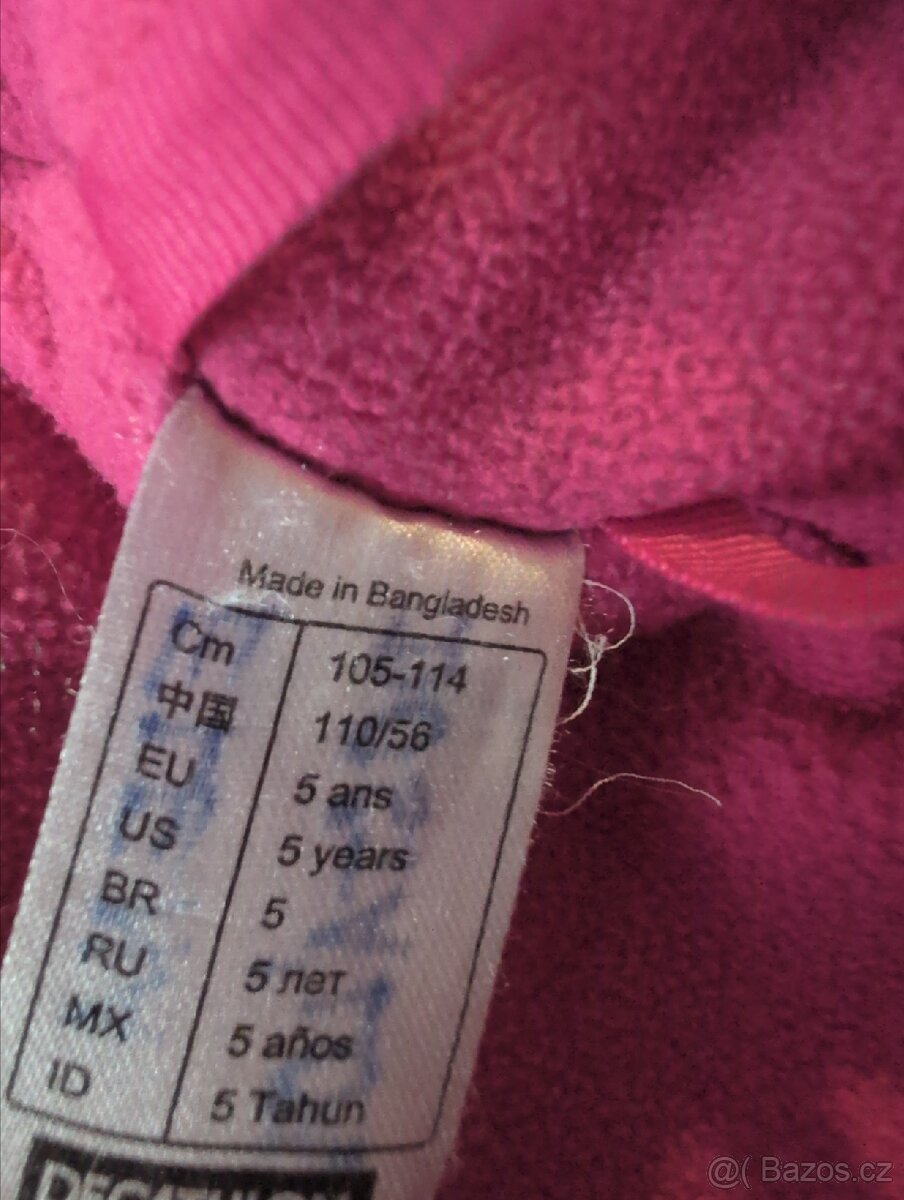 Made in Bangladesh
Cm 105-114
中国 110/56
EU 5 ans
US 5 years
BR 5
RU 5 лет
MX 5 años
ID 5 Tahun
DECATHLON
@( Bazos.cz